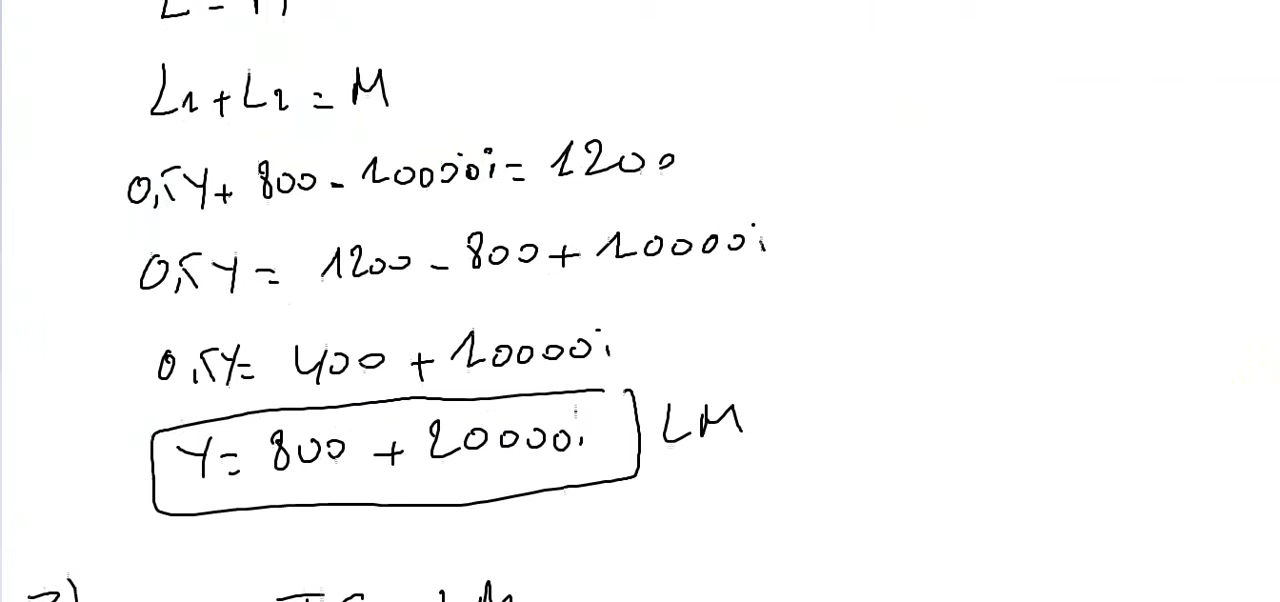 L = M
L1 + L2 = M
0,5Y + 800 - 10000i = 1200
0,5Y = 1200 - 800 + 10000i
0,5Y = 400 + 10000i
Y = 800 + 20000i LM